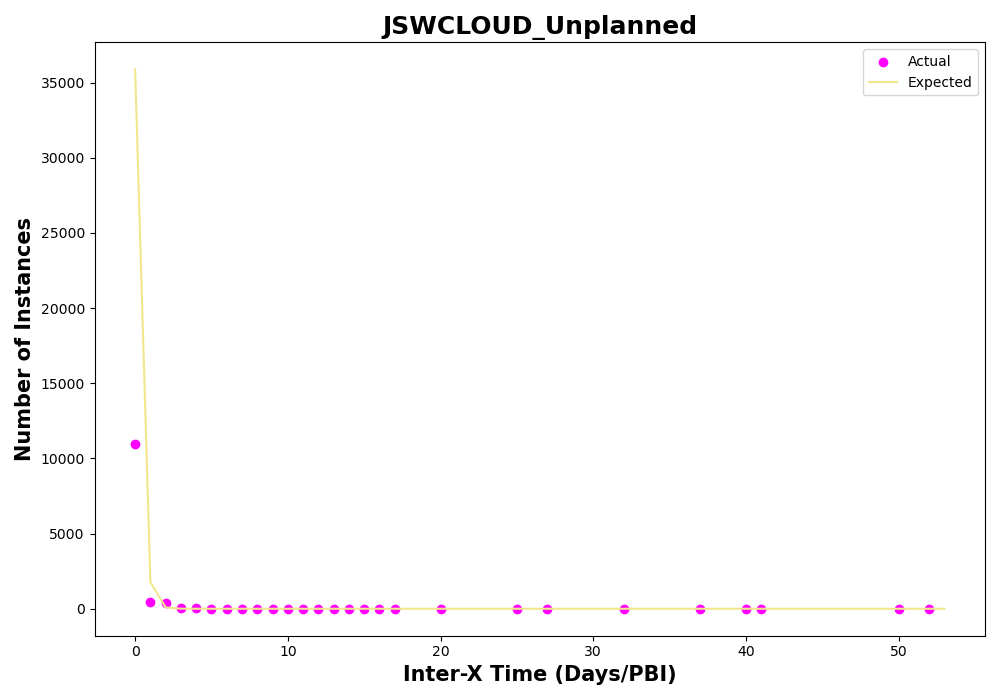 JSWCLOUD_Unplanned
Actual
Expected
35000
30000
25000
20000
15000
10000
5000
0
Number of Instances
0 10 20 30 40 50
Inter-X Time (Days/PBI)